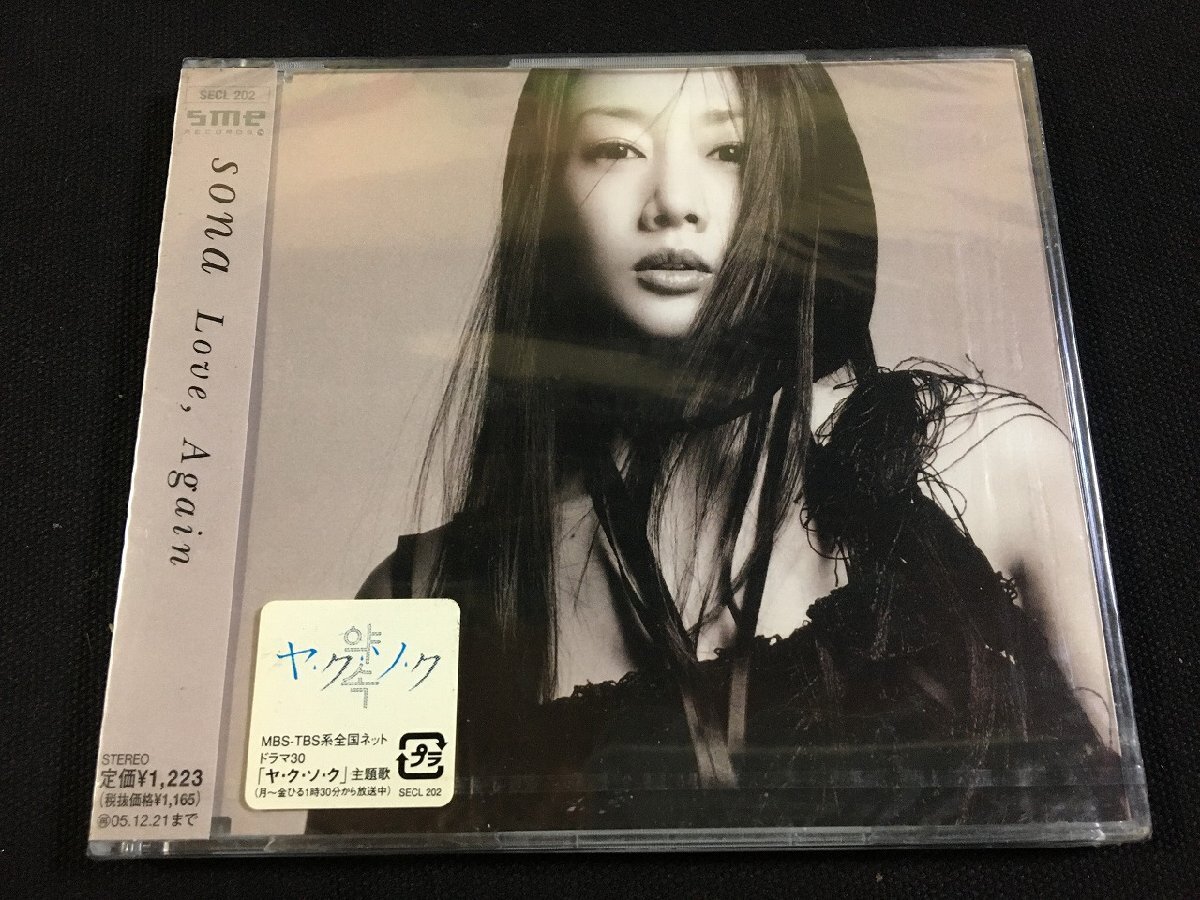 SECL 202
sme
RECORDS
sona Love, Again
STEREO
定価¥1,223
(税抜価格¥1,165)
05.12.21まで
약속
ヤ・ク・ソ・ク
MBS-TBS系全国ネット
ドラマ30
「ヤ・ク・ソ・ク」主題歌
(月〜金ひる1時30分から放送中)
プラ
SECL 202